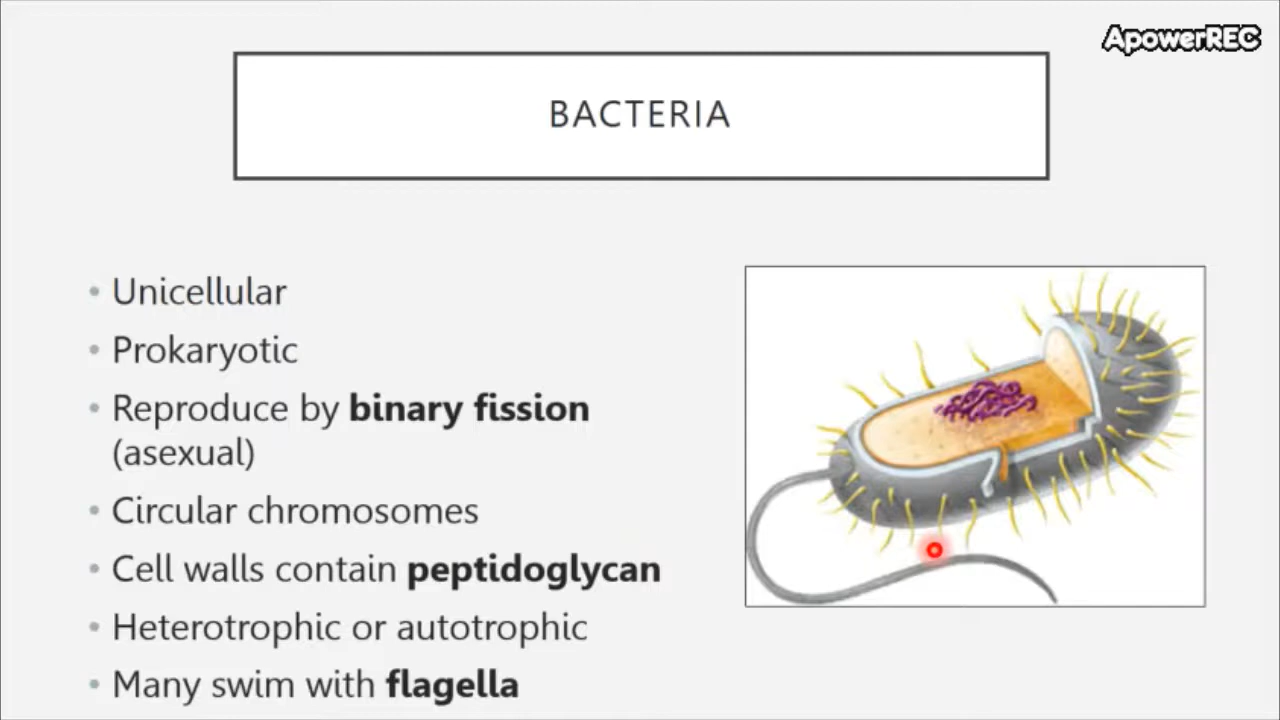 ApowerREC
BACTERIA
• Unicellular
• Prokaryotic
• Reproduce by binary fission
(asexual)
• Circular chromosomes
• Cell walls contain peptidoglycan
• Heterotrophic or autotrophic
• Many swim with flagella